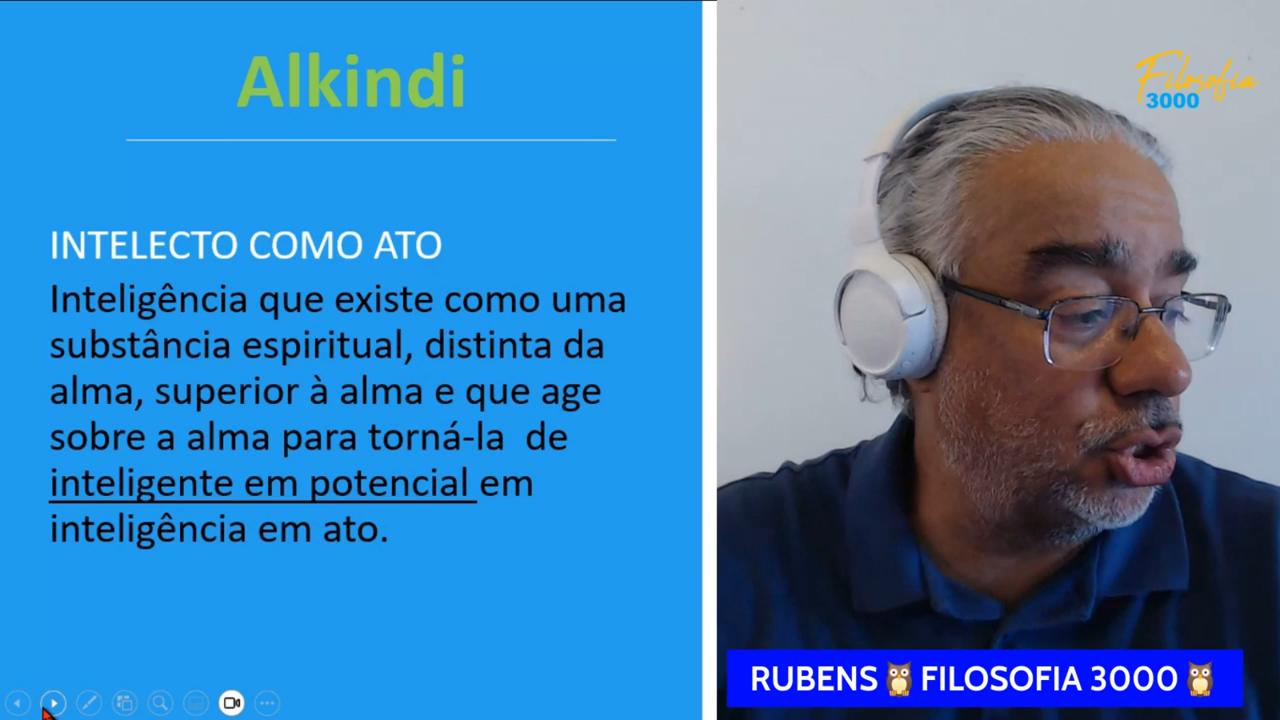 Alkindi
INTELECTO COMO ATO
Inteligência que existe como uma
substância espiritual, distinta da
alma, superior à alma e que age
sobre a alma para torná-la  de
inteligente em potencial em
inteligência em ato.
Filosofia
3000
RUBENS🦉FILOSOFIA 3000🦉